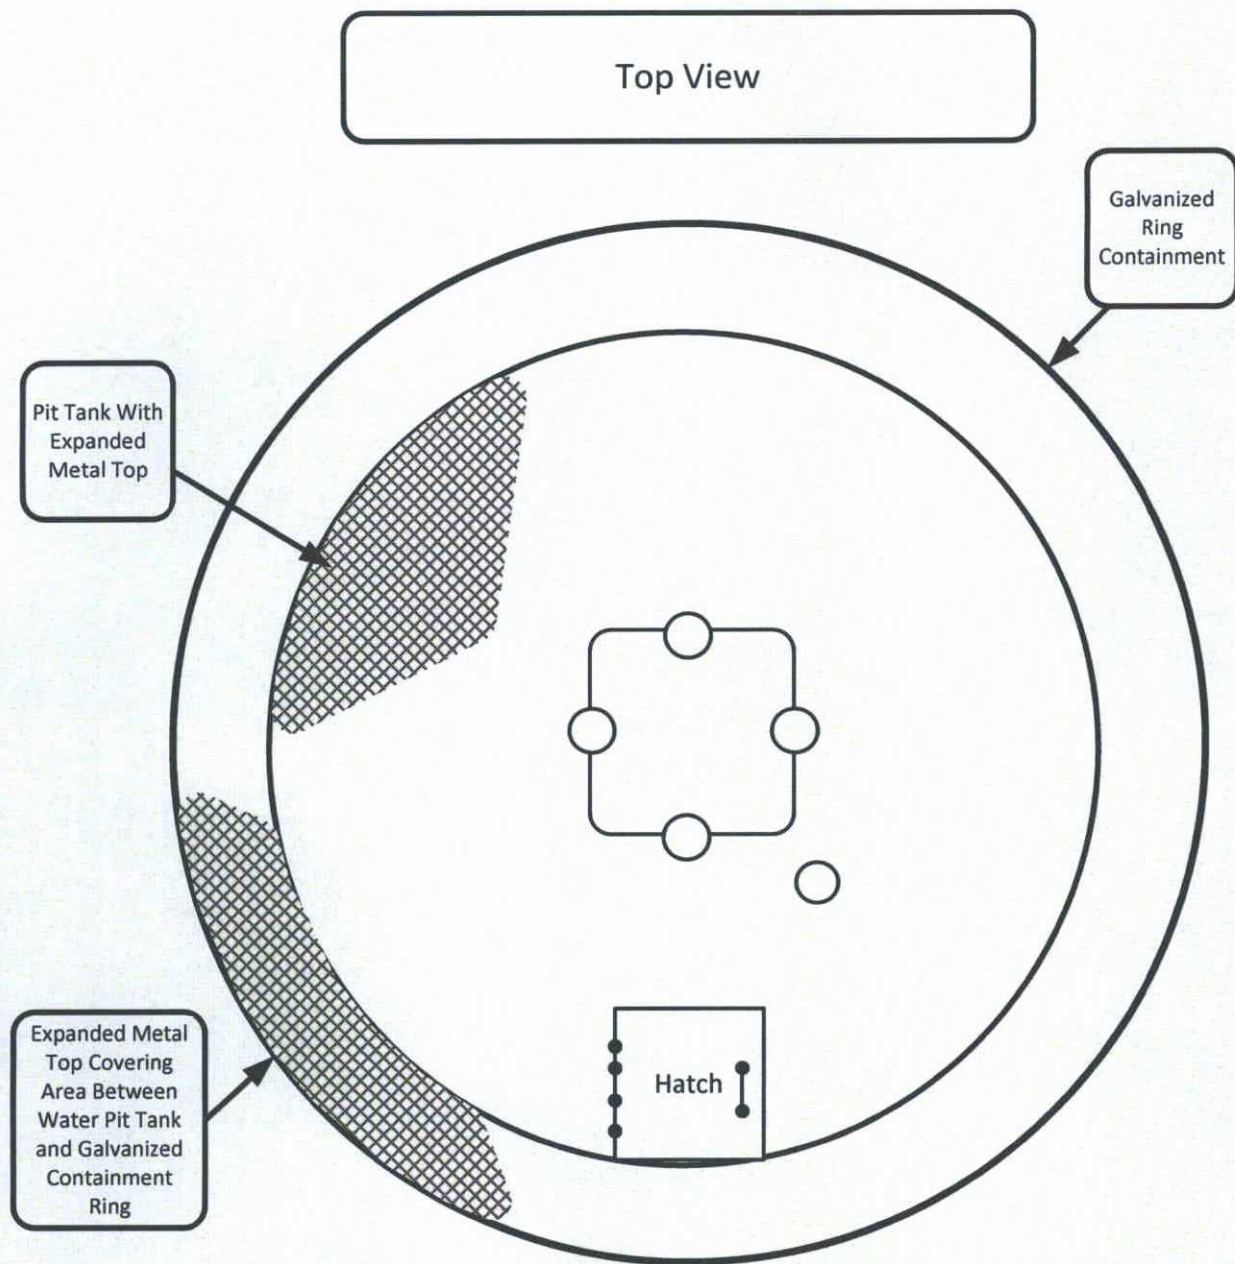 Top View
Galvanized
Ring
Containment
Pit Tank With
Expanded
Metal Top
Expanded Metal
Top Covering
Area Between
Water Pit Tank
and Galvanized
Containment
Ring
Hatch